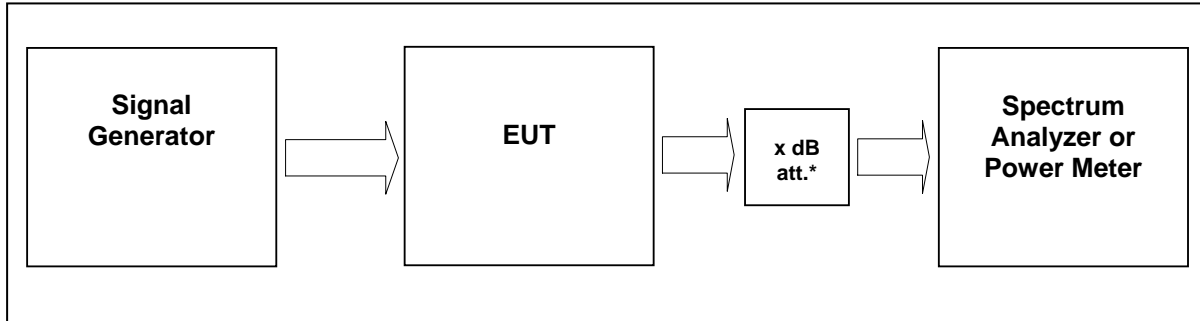 Signal
Generator
EUT
x dB
att.*
Spectrum
Analyzer or
Power Meter